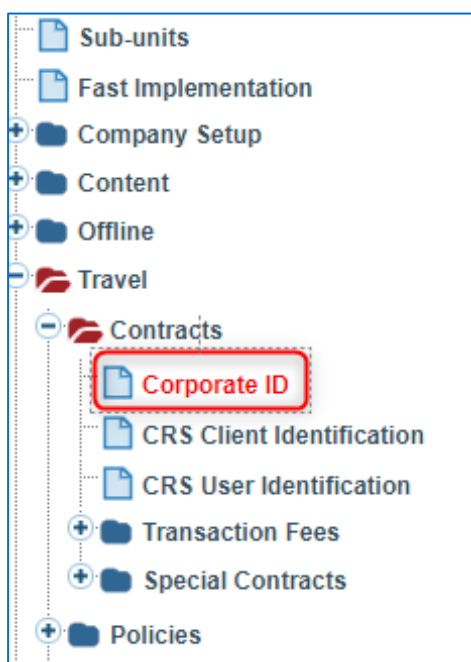 Sub-units
Fast Implementation
Company Setup
Content
Offline
Travel
Contracts
Corporate ID
CRS Client Identification
CRS User Identification
Transaction Fees
Special Contracts
Policies